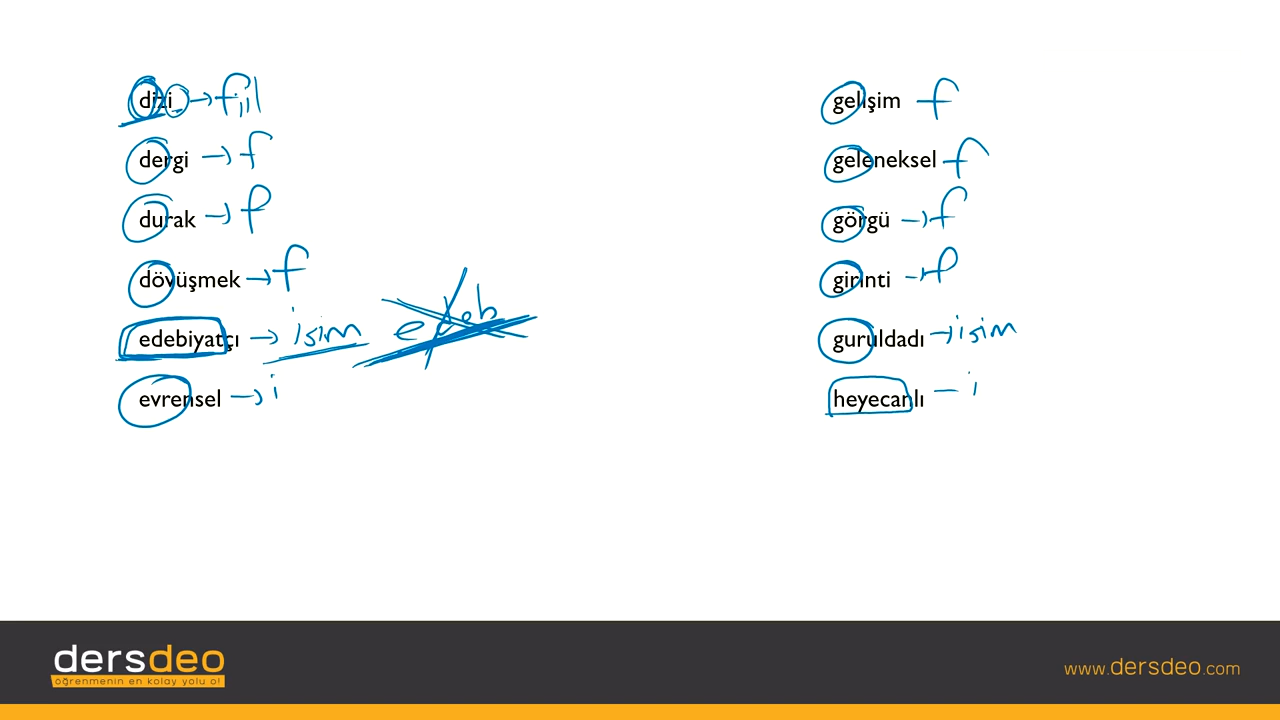 dizi → fiil
dergi → f
durak → f
dövüşmek → f
edebiyatçı → isim edeb
evrensel → i
gelişim f
geleneksel f
görgü → f
girinti → f
guruldadı → isim
heyecanlı – i
dersdeo
öğrenmenin en kolay yolu o!
www.dersdeo.com